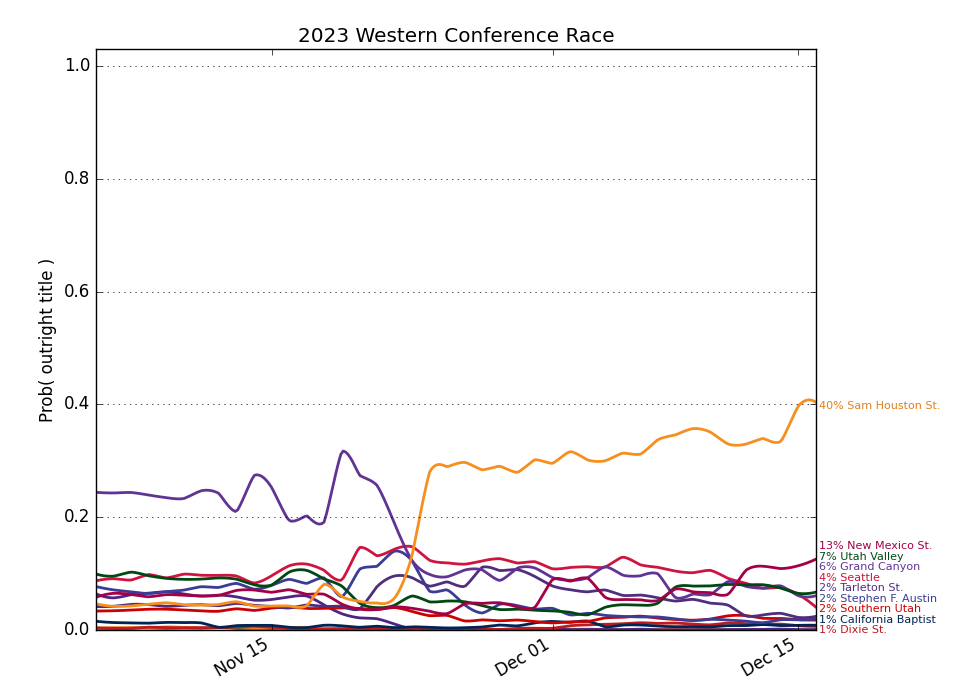 2023 Western Conference Race
Prob( outright title )
1.0
0.8
0.6
0.4
0.2
0.0
Nov 15
Dec 01
Dec 15
40% Sam Houston St.
13% New Mexico St.
7% Utah Valley
6% Grand Canyon
4% Seattle
2% Tarleton St.
2% Stephen F. Austin
2% Southern Utah
1% California Baptist
1% Dixie St.